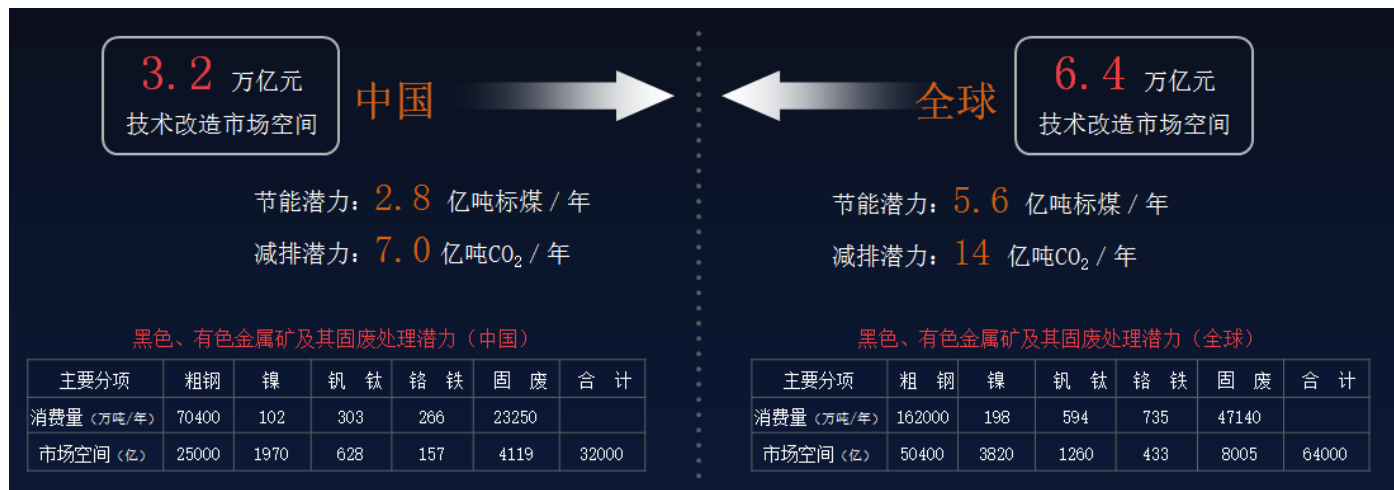 3.2 万亿元
技术改造市场空间
中国
节能潜力：2.8 亿吨标煤/年
减排潜力：7.0 亿吨CO₂/年
黑色、有色金属矿及其固废处理潜力（中国）
主要分项 粗钢 镍 钒 钛 铬 铁 固 废 合 计
消费量（万吨/年） 70400 102 303 266 23250
市场空间（亿） 25000 1970 628 157 4119 32000
全球
6.4 万亿元
技术改造市场空间
节能潜力：5.6 亿吨标煤/年
减排潜力：14 亿吨CO₂/年
黑色、有色金属矿及其固废处理潜力（全球）
主要分项 粗 钢 镍 钒 钛 铬 铁 固 废 合 计
消费量（万吨/年） 162000 198 594 735 47140
市场空间（亿） 50400 3820 1260 433 8005 64000